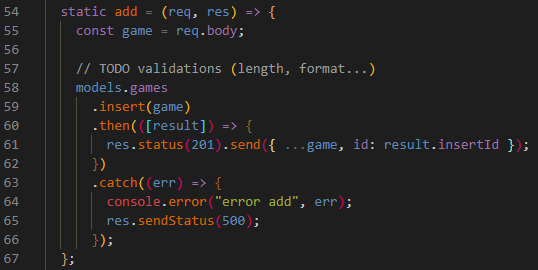 54 static add = (req, res) => {
55 const game = req.body;
56
57 // TODO validations (length, format...)
58 models.games
59 .insert(game)
60 .then(([result]) => {
61 res.status(201).send({ ...game, id: result.insertId });
62 })
63 .catch((err) => {
64 console.error("error add", err);
65 res.sendStatus(500);
66 });
67 };